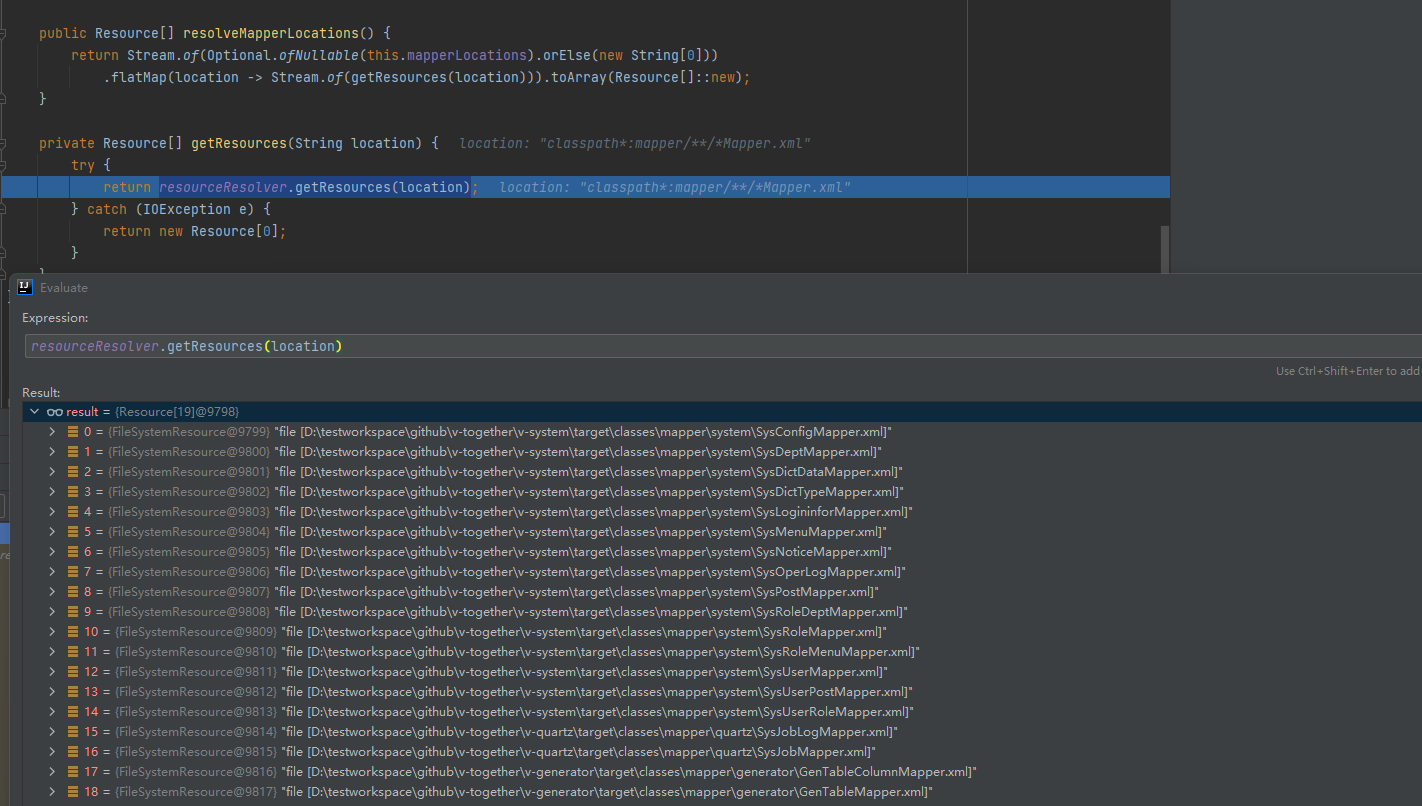 public Resource[] resolveMapperLocations() {
return Stream.of(Optional.ofNullable(this.mapperLocations).orElse(new String[0]))
.flatMap(location -> Stream.of(getResources(location))).toArray(Resource[]::new);
}
private Resource[] getResources(String location) { location: "classpath*:mapper/**/*Mapper.xml"
try {
return resourceResolver.getResources(location); location: "classpath*:mapper/**/*Mapper.xml"
} catch (IOException e) {
return new Resource[0];
}
IJ Evaluate
Expression:
resourceResolver.getResources(location)
Use Ctrl+Shift+Enter to add
Result:
result = {Resource[19]@9798}
0 = {FileSystemResource@9799} "file [D:\testworkspace\github\v-together\v-system\target\classes\mapper\system\SysConfigMapper.xml]"
1 = {FileSystemResource@9800} "file [D:\testworkspace\github\v-together\v-system\target\classes\mapper\system\SysDeptMapper.xml]"
2 = {FileSystemResource@9801} "file [D:\testworkspace\github\v-together\v-system\target\classes\mapper\system\SysDictDataMapper.xml]"
3 = {FileSystemResource@9802} "file [D:\testworkspace\github\v-together\v-system\target\classes\mapper\system\SysDictTypeMapper.xml]"
4 = {FileSystemResource@9803} "file [D:\testworkspace\github\v-together\v-system\target\classes\mapper\system\SysLogininforMapper.xml]"
5 = {FileSystemResource@9804} "file [D:\testworkspace\github\v-together\v-system\target\classes\mapper\system\SysMenuMapper.xml]"
6 = {FileSystemResource@9805} "file [D:\testworkspace\github\v-together\v-system\target\classes\mapper\system\SysNoticeMapper.xml]"
7 = {FileSystemResource@9806} "file [D:\testworkspace\github\v-together\v-system\target\classes\mapper\system\SysOperLogMapper.xml]"
8 = {FileSystemResource@9807} "file [D:\testworkspace\github\v-together\v-system\target\classes\mapper\system\SysPostMapper.xml]"
9 = {FileSystemResource@9808} "file [D:\testworkspace\github\v-together\v-system\target\classes\mapper\system\SysRoleDeptMapper.xml]"
10 = {FileSystemResource@9809} "file [D:\testworkspace\github\v-together\v-system\target\classes\mapper\system\SysRoleMapper.xml]"
11 = {FileSystemResource@9810} "file [D:\testworkspace\github\v-together\v-system\target\classes\mapper\system\SysRoleMenuMapper.xml]"
12 = {FileSystemResource@9811} "file [D:\testworkspace\github\v-together\v-system\target\classes\mapper\system\SysUserMapper.xml]"
13 = {FileSystemResource@9812} "file [D:\testworkspace\github\v-together\v-system\target\classes\mapper\system\SysUserPostMapper.xml]"
14 = {FileSystemResource@9813} "file [D:\testworkspace\github\v-together\v-system\target\classes\mapper\system\SysUserRoleMapper.xml]"
15 = {FileSystemResource@9814} "file [D:\testworkspace\github\v-together\v-quartz\target\classes\mapper\quartz\SysJobLogMapper.xml]"
16 = {FileSystemResource@9815} "file [D:\testworkspace\github\v-together\v-quartz\target\classes\mapper\quartz\SysJobMapper.xml]"
17 = {FileSystemResource@9816} "file [D:\testworkspace\github\v-together\v-generator\target\classes\mapper\generator\GenTableColumnMapper.xml]"
18 = {FileSystemResource@9817} "file [D:\testworkspace\github\v-together\v-generator\target\classes\mapper\generator\GenTableMapper.xml]"